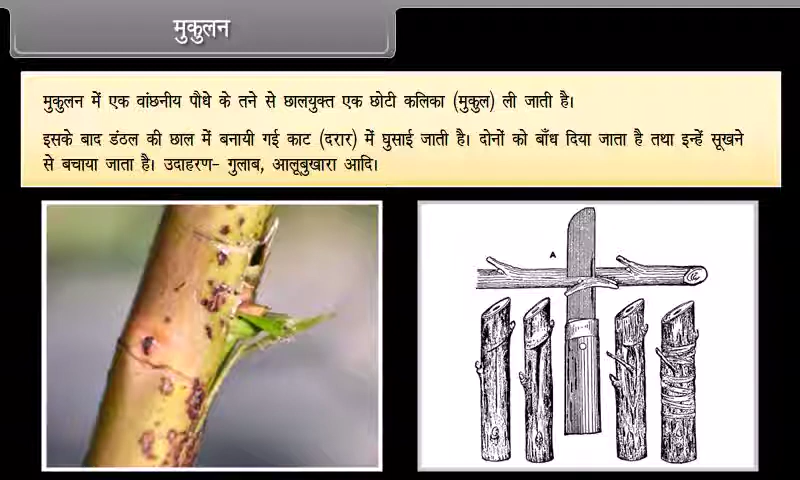 मुकुलन
मुकुलन में एक वांछनीय पौधे के तने से छालयुक्त एक छोटी कलिका (मुकुल) ली जाती है।
इसके बाद डंठल की छाल में बनायी गई काट (दरार) में घुसाई जाती है। दोनों को बाँध दिया जाता है तथा इन्हें सूखने
से बचाया जाता है। उदाहरण– गुलाब, आलूबुखारा आदि।
A